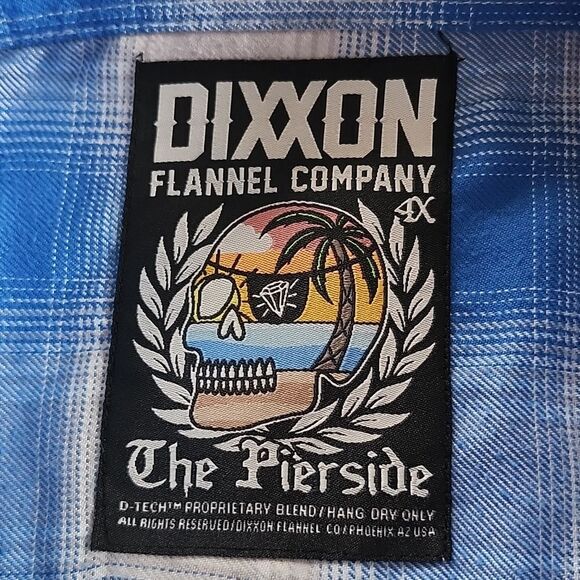 DIXXON
FLANNEL COMPANY
4X
The Pierside
D-TECH™ PROPRIETARY BLEND/HANG DRY ONLY
ALL RIGHTS RESERVED/DIXXON FLANNEL CO/PHOENIX AZ USA